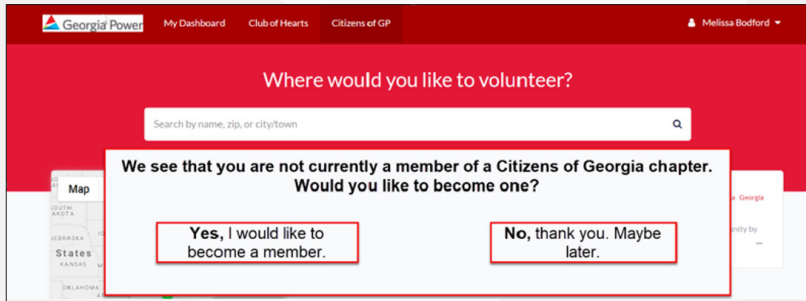 Georgia Power My Dashboard Club of Hearts Citizens of GP Melissa Bodford
Where would you like to volunteer?
Search by name, zip, or city/town
We see that you are not currently a member of a Citizens of Georgia chapter.
Would you like to become one?
Map
Georgia
Yes, I would like to
become a member.
No, thank you. Maybe
later.
States
KANSAS
OKLAHOMA